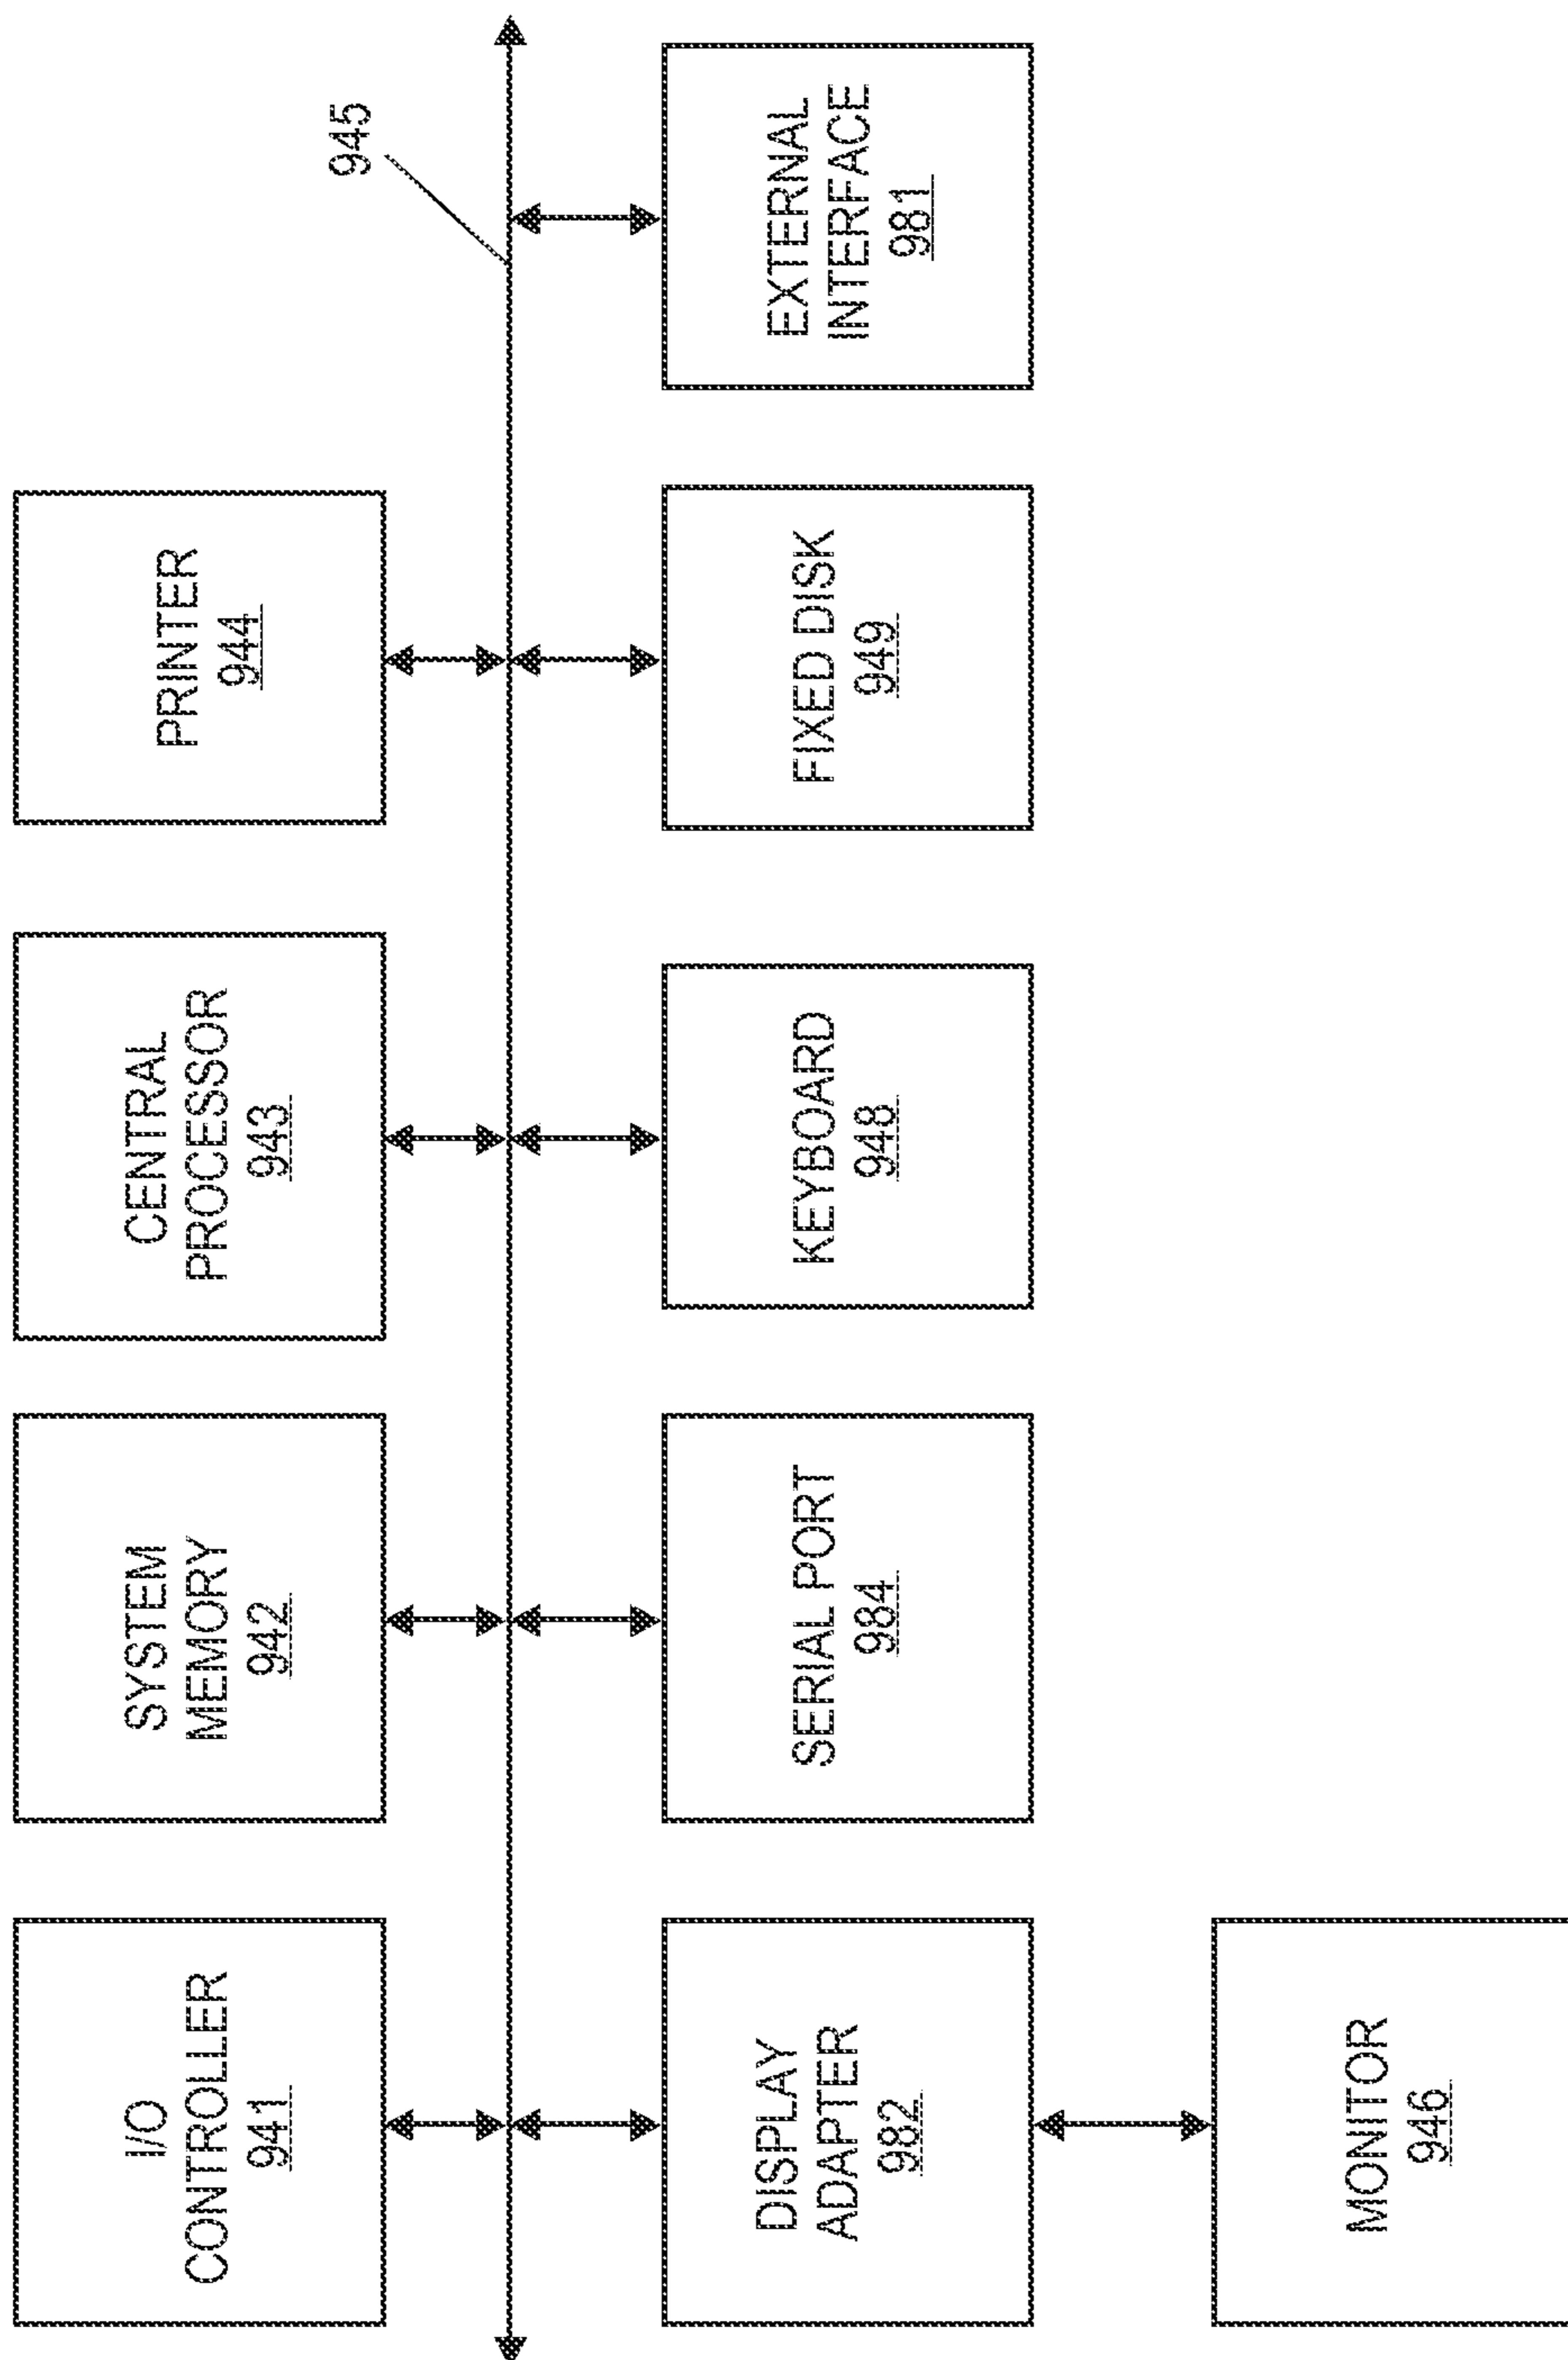 I/O
CONTROLLER
941
SYSTEM
MEMORY
942
CENTRAL
PROCESSOR
943
PRINTER
944
945
DISPLAY
ADAPTER
982
SERIAL PORT
984
KEYBOARD
948
FIXED DISK
949
EXTERNAL
INTERFACE
981
MONITOR
946